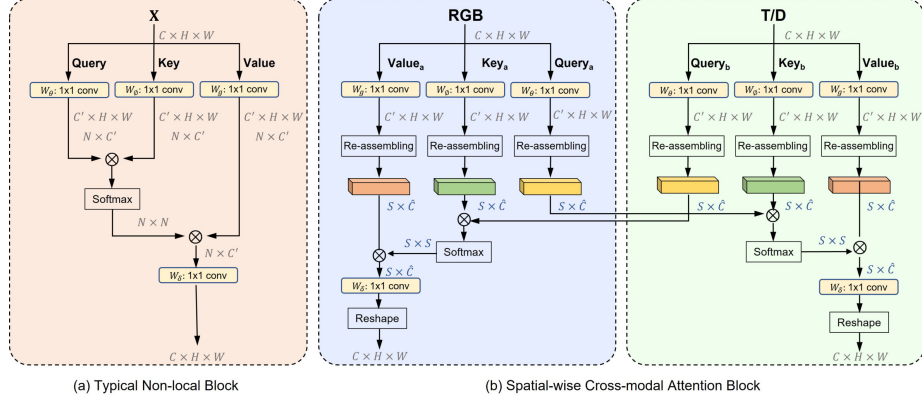 X
C × H × W
Query Key Value
W_θ: 1x1 conv W_∅: 1x1 conv W_g: 1x1 conv
C′ × H × W C′ × H × W C′ × H × W
N × C′ N × C′ N × C′
Softmax
N × N
N × C′
W_δ: 1x1 conv
C × H × W
(a) Typical Non-local Block
RGB
C × H × W
Value_a Key_a Query_a
W_g: 1x1 conv W_∅: 1x1 conv W_θ: 1x1 conv
C′ × H × W C′ × H × W C′ × H × W
Re-assembling Re-assembling Re-assembling
S × Ĉ S × Ĉ S × Ĉ
S × S Softmax
S × Ĉ
W_δ: 1x1 conv
Reshape
C × H × W
T/D
C × H × W
Query_b Key_b Value_b
W_θ: 1x1 conv W_∅: 1x1 conv W_g: 1x1 conv
C′ × H × W C′ × H × W C′ × H × W
Re-assembling Re-assembling Re-assembling
S × Ĉ S × Ĉ S × Ĉ
Softmax S × S
S × Ĉ
W_δ: 1x1 conv
Reshape
C × H × W
(b) Spatial-wise Cross-modal Attention Block